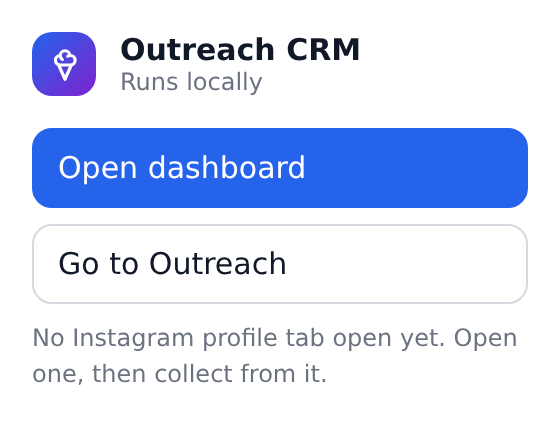 Outreach CRM
Runs locally
Open dashboard
Go to Outreach
No Instagram profile tab open yet. Open
one, then collect from it.